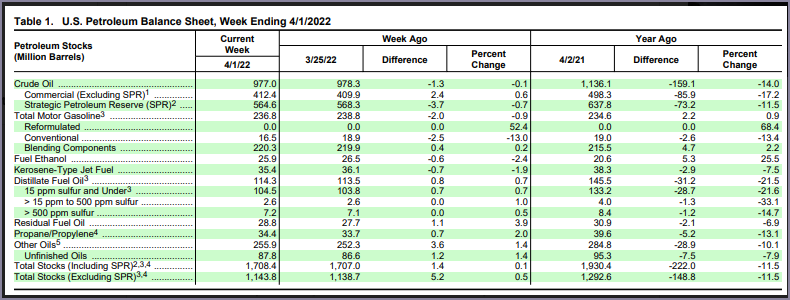 Table 1. U.S. Petroleum Balance Sheet, Week Ending 4/1/2022
Petroleum Stocks (Million Barrels) Current Week Week Ago Year Ago
4/1/22 3/25/22 Difference Percent Change 4/2/21 Difference Percent Change
Crude Oil 977.0 978.3 -1.3 -0.1 1,136.1 -159.1 -14.0
Commercial (Excluding SPR)1 412.4 409.9 2.4 0.6 498.3 -85.9 -17.2
Strategic Petroleum Reserve (SPR)2 564.6 568.3 -3.7 -0.7 637.8 -73.2 -11.5
Total Motor Gasoline3 236.8 238.8 -2.0 -0.9 234.6 2.2 0.9
Reformulated 0.0 0.0 0.0 52.4 0.0 0.0 68.4
Conventional 16.5 18.9 -2.5 -13.0 19.0 -2.6 -13.4
Blending Components 220.3 219.9 0.4 0.2 215.5 4.7 2.2
Fuel Ethanol 25.9 26.5 -0.6 -2.4 20.6 5.3 25.5
Kerosene-Type Jet Fuel 35.4 36.1 -0.7 -1.9 38.3 -2.9 -7.5
Distillate Fuel Oil3 114.3 113.5 0.8 0.7 145.5 -31.2 -21.5
15 ppm sulfur and Under3 104.5 103.8 0.7 0.7 133.2 -28.7 -21.6
> 15 ppm to 500 ppm sulfur 2.6 2.6 0.0 1.0 4.0 -1.3 -33.1
> 500 ppm sulfur 7.2 7.1 0.0 0.5 8.4 -1.2 -14.7
Residual Fuel Oil 28.8 27.7 1.1 3.9 30.9 -2.1 -6.9
Propane/Propylene4 34.4 33.7 0.7 2.0 39.6 -5.2 -13.1
Other Oils5 255.9 252.3 3.6 1.4 284.8 -28.9 -10.1
Unfinished Oils 87.8 86.6 1.2 1.4 95.3 -7.5 -7.9
Total Stocks (Including SPR)2,3,4 1,708.4 1,707.0 1.4 0.1 1,930.4 -222.0 -11.5
Total Stocks (Excluding SPR)3,4 1,143.8 1,138.7 5.2 0.5 1,292.6 -148.8 -11.5